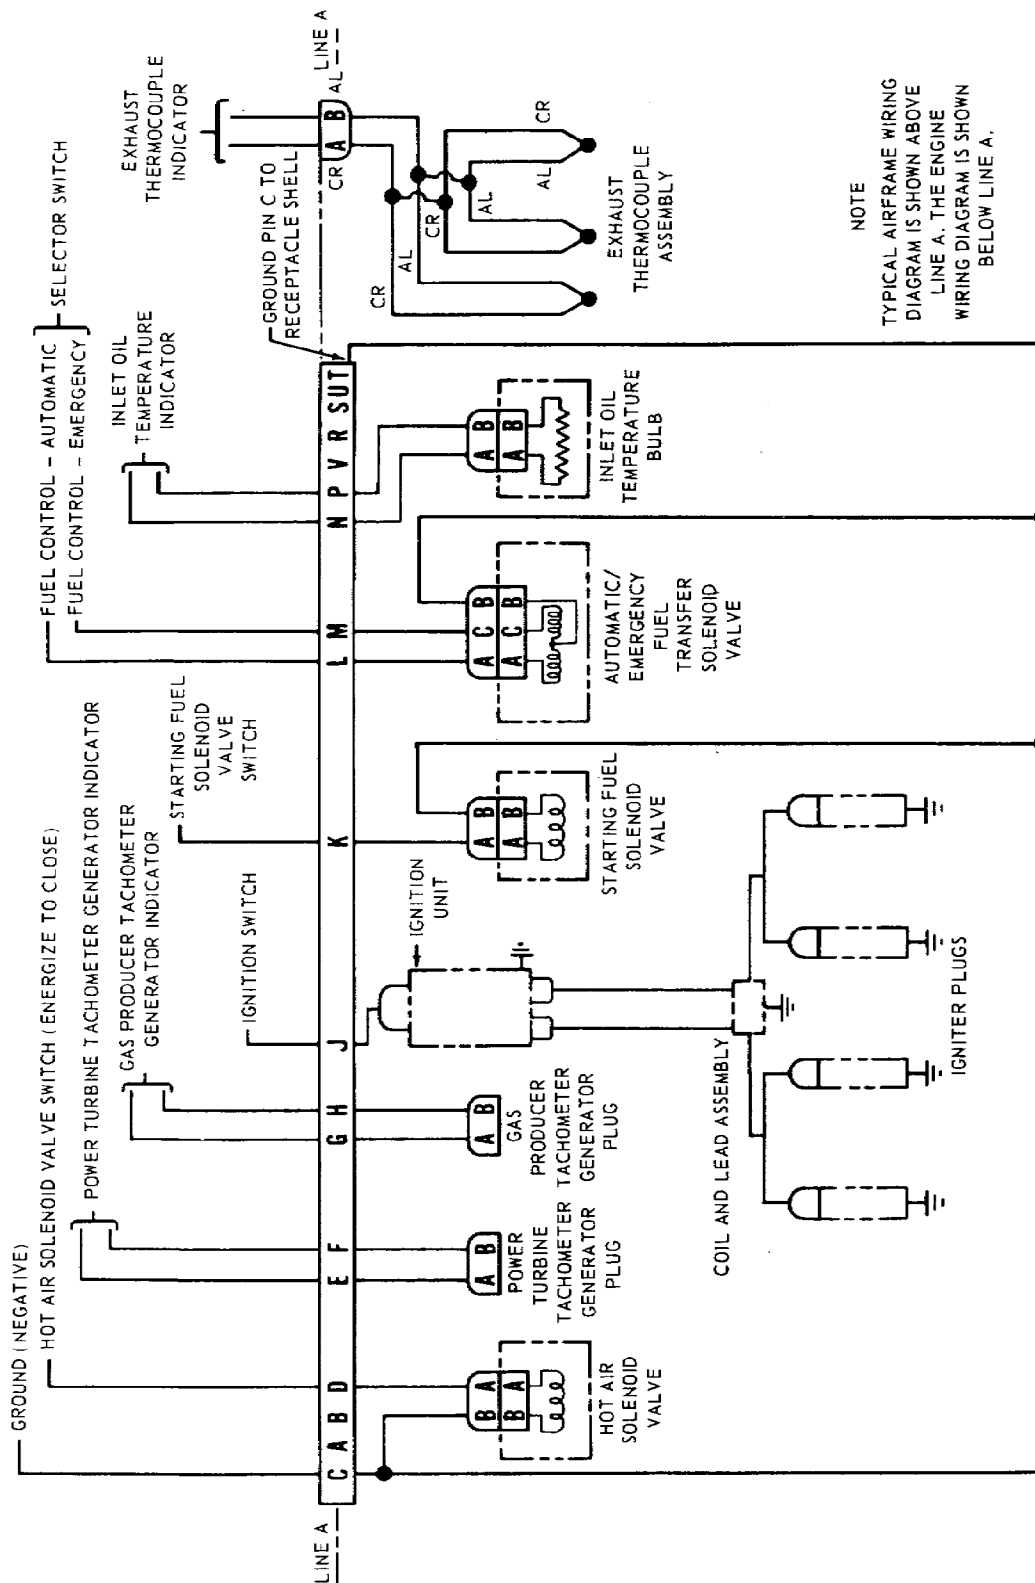 GROUND (NEGATIVE)
HOT AIR SOLENOID VALVE SWITCH (ENERGIZE TO CLOSE)
POWER TURBINE TACHOMETER GENERATOR INDICATOR
GAS PRODUCER TACHOMETER
GENERATOR INDICATOR
IGNITION SWITCH
STARTING FUEL
SOLENOID
VALVE
SWITCH
FUEL CONTROL - AUTOMATIC
FUEL CONTROL - EMERGENCY
SELECTOR SWITCH
INLET OIL
TEMPERATURE
INDICATOR
EXHAUST
THERMOCOUPLE
INDICATOR
GROUND PIN C TO
RECEPTACLE SHELL
LINE A
C A B D E F G H J K L M N P V R S U T
CR A B AL
LINE A
B A
B A
HOT AIR
SOLENOID
VALVE
A B
POWER
TURBINE
TACHOMETER
GENERATOR
PLUG
A B
GAS
PRODUCER
TACHOMETER
GENERATOR
PLUG
IGNITION
UNIT
A B
A B
STARTING FUEL
SOLENOID
VALVE
A C B
A C B
AUTOMATIC/
EMERGENCY
FUEL
TRANSFER
SOLENOID
VALVE
A B
A B
INLET OIL
TEMPERATURE
BULB
CR
AL
CR
AL
AL
CR
EXHAUST
THERMOCOUPLE
ASSEMBLY
COIL AND LEAD ASSEMBLY
IGNITER PLUGS
NOTE
TYPICAL AIRFRAME WIRING
DIAGRAM IS SHOWN ABOVE
LINE A. THE ENGINE
WIRING DIAGRAM IS SHOWN
BELOW LINE A.